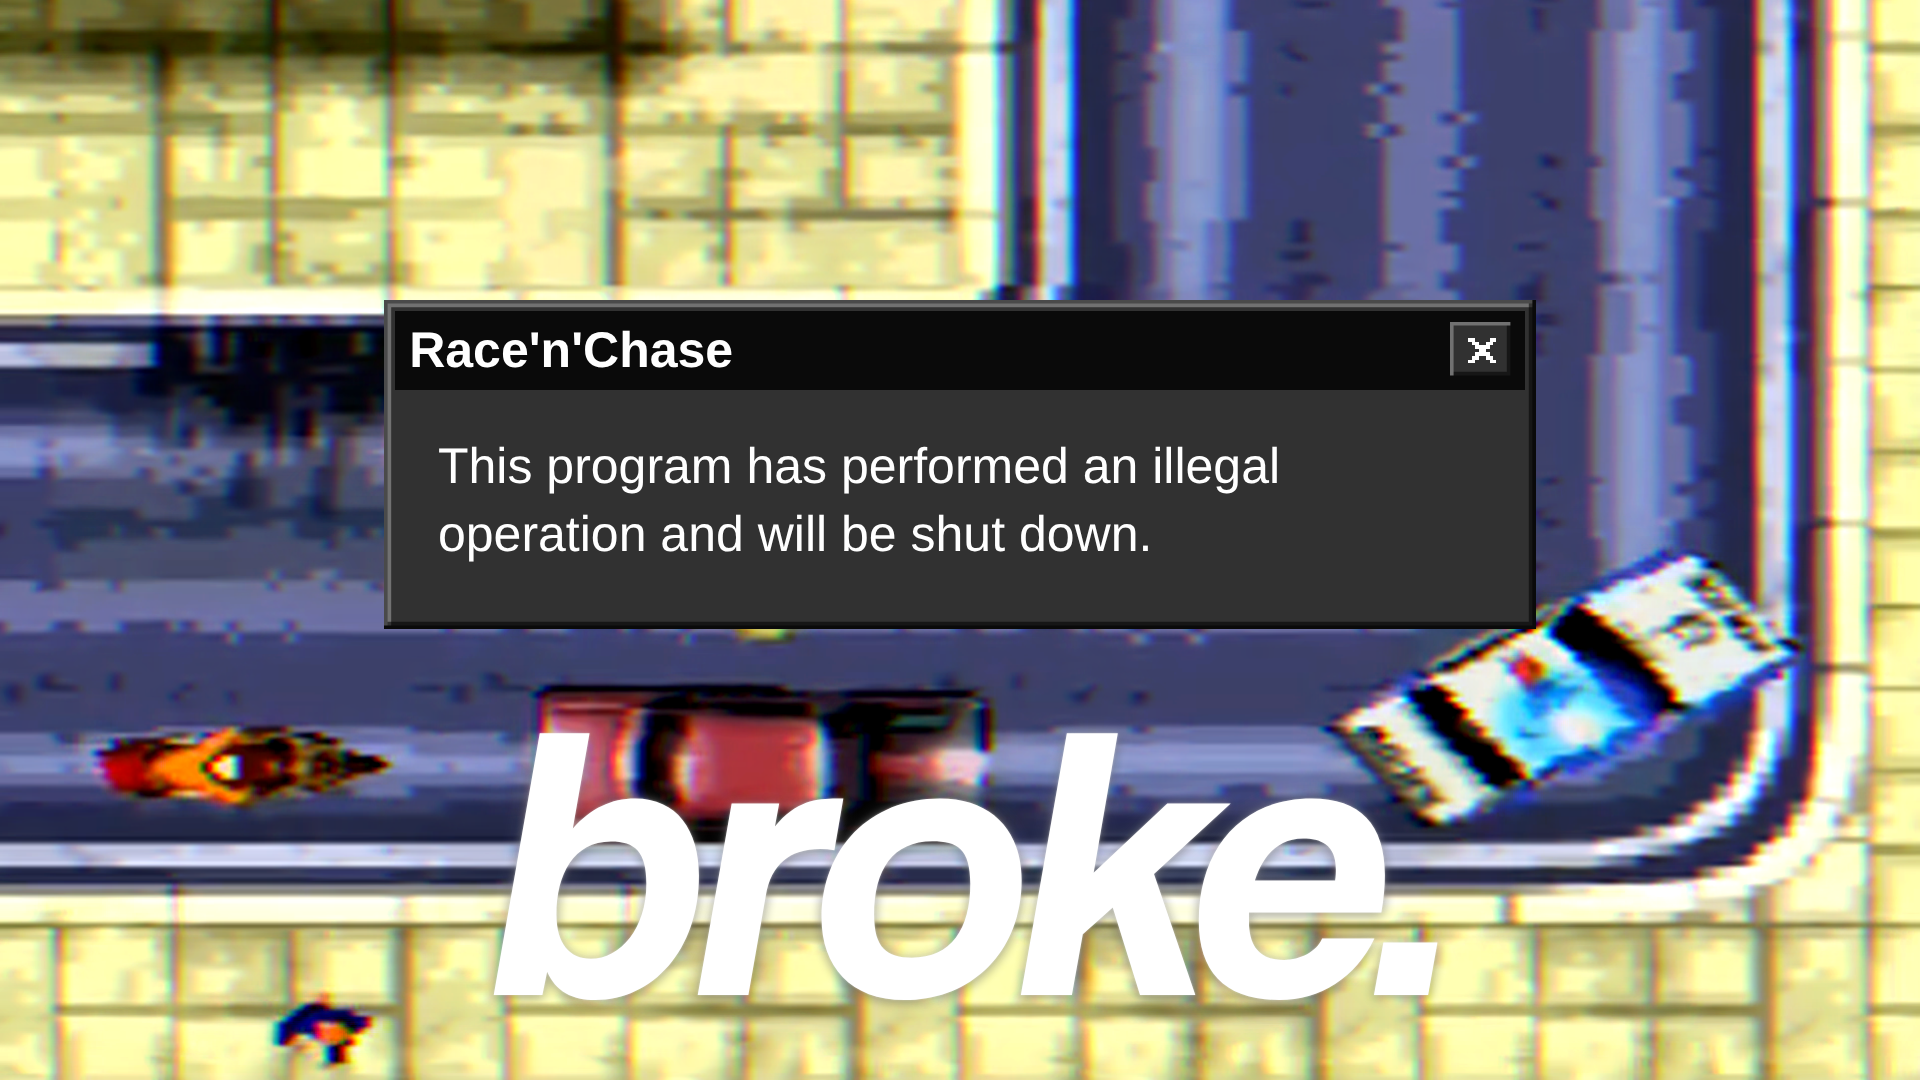 Race'n'Chase
This program has performed an illegal
operation and will be shut down.
broke.